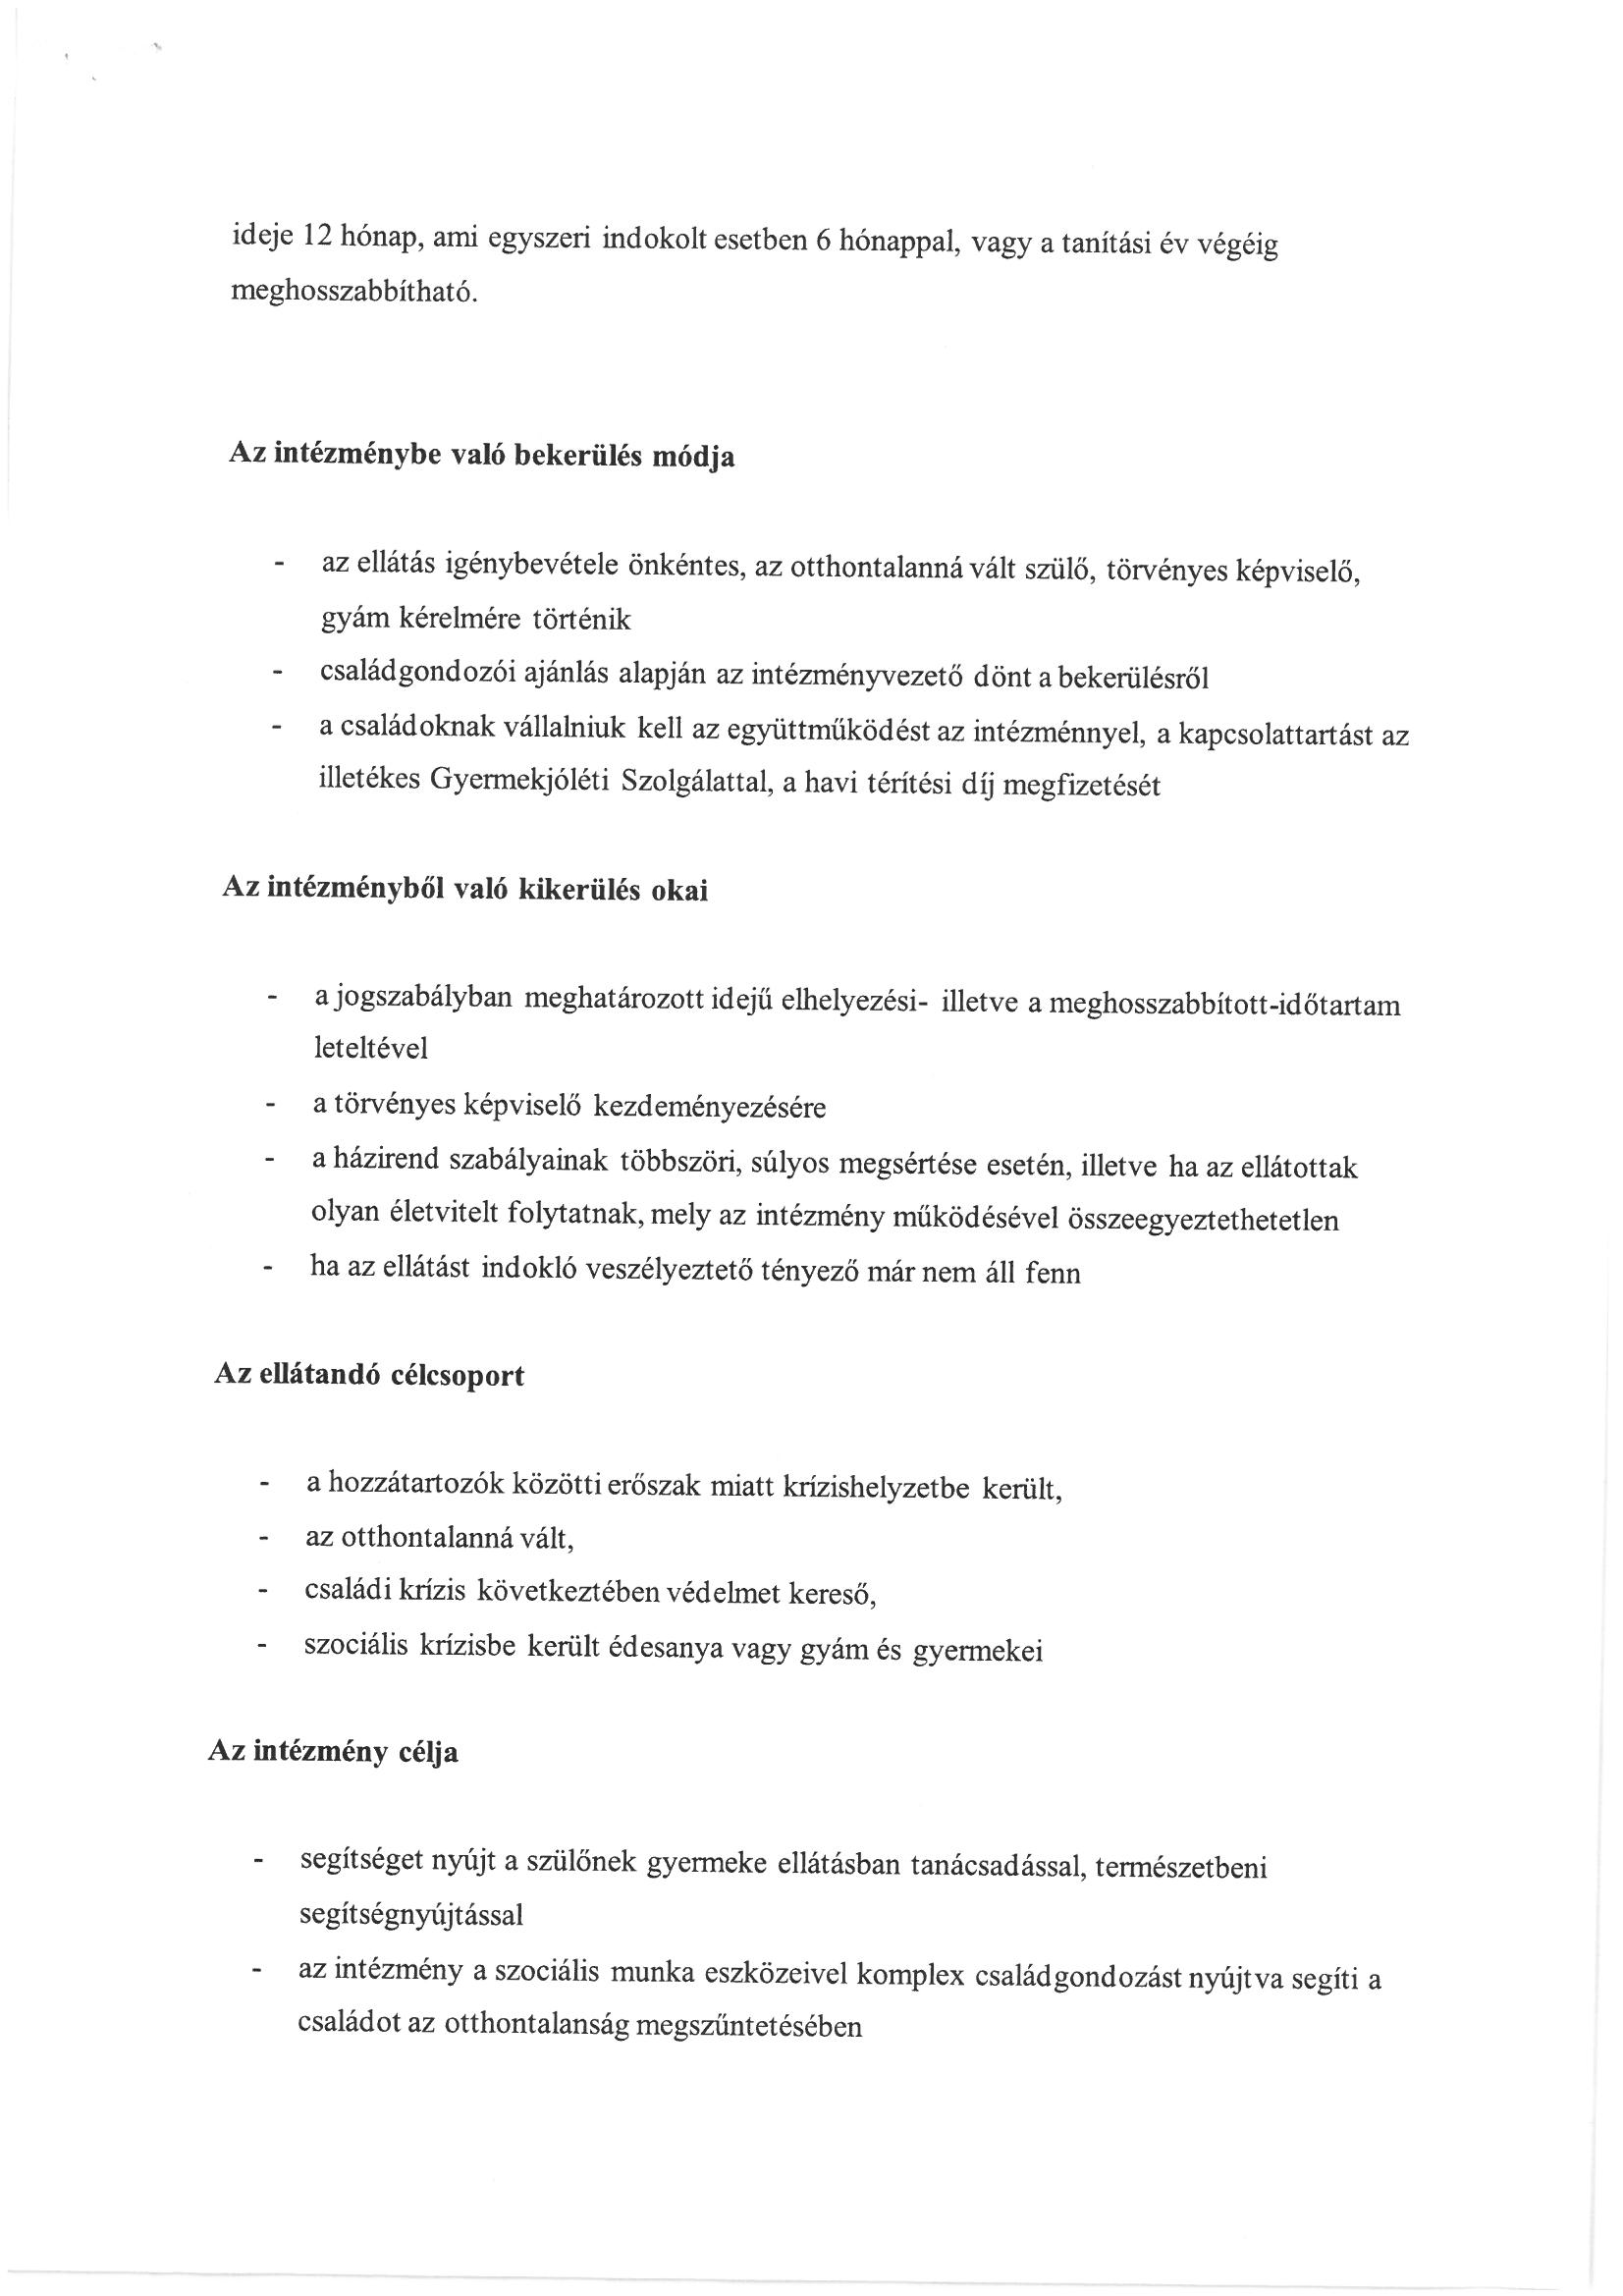 ideje 12 hónap, ami egyszeri indokolt esetben 6 hónappal, vagy a tanítási év végéig
meghosszabbítható.
Az intézménybe való bekerülés módja
- az ellátás igénybevétele önkéntes, az otthontalanná vált szülő, törvényes képviselő,
gyám kérelmére történik
- családgondozói ajánlás alapján az intézményvezető dönt a bekerülésről
- a családoknak vállalniuk kell az együttműködést az intézménnyel, a kapcsolattartást az
illetékes Gyermekjóléti Szolgálattal, a havi térítési díj megfizetését
Az intézményből való kikerülés okai
- a jogszabályban meghatározott idejű elhelyezési- illetve a meghosszabbított-időtartam
leteltével
- a törvényes képviselő kezdeményezésére
- a házirend szabályainak többszöri, súlyos megsértése esetén, illetve ha az ellátottak
olyan életvitelt folytatnak, mely az intézmény működésével összeegyeztethetetlen
- ha az ellátást indokló veszélyeztető tényező már nem áll fenn
Az ellátandó célcsoport
- a hozzátartozók közötti erőszak miatt krízishelyzetbe került,
- az otthontalanná vált,
- családi krízis következtében védelmet kereső,
- szociális krízisbe került édesanya vagy gyám és gyermekei
Az intézmény célja
- segítséget nyújt a szülőnek gyermeke ellátásban tanácsadással, természetbeni
segítségnyújtással
- az intézmény a szociális munka eszközeivel komplex családgondozást nyújtva segíti a
családot az otthontalanság megszűntetésében